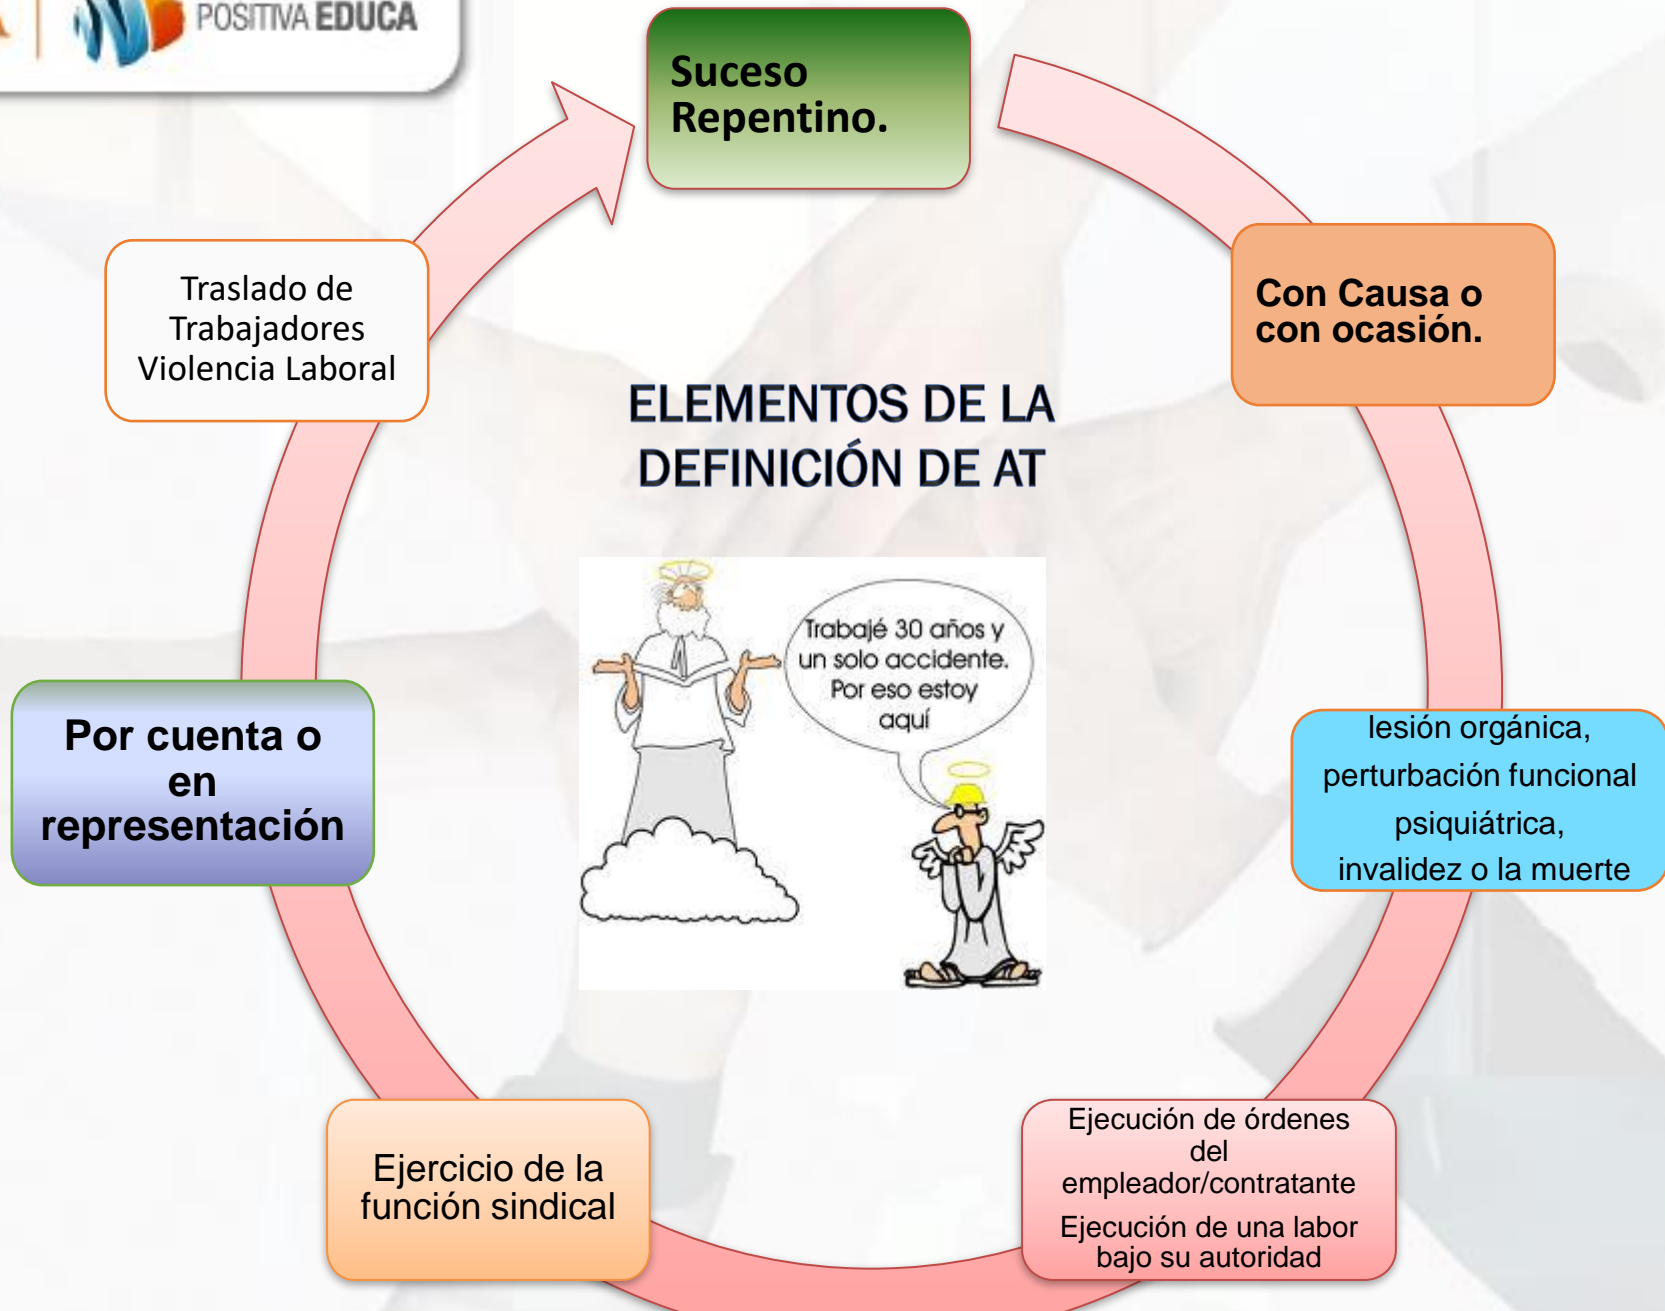 POSITIVA EDUCA
Suceso
Repentino.
Con Causa o
con ocasión.
lesión orgánica,
perturbación funcional
psiquiátrica,
invalidez o la muerte
Ejecución de órdenes
del
empleador/contratante
Ejecución de una labor
bajo su autoridad
Ejercicio de la
función sindical
Por cuenta o
en
representación
Traslado de
Trabajadores
Violencia Laboral
ELEMENTOS DE LA
DEFINICIÓN DE AT
Trabajé 30 años y
un solo accidente.
Por eso estoy
aquí